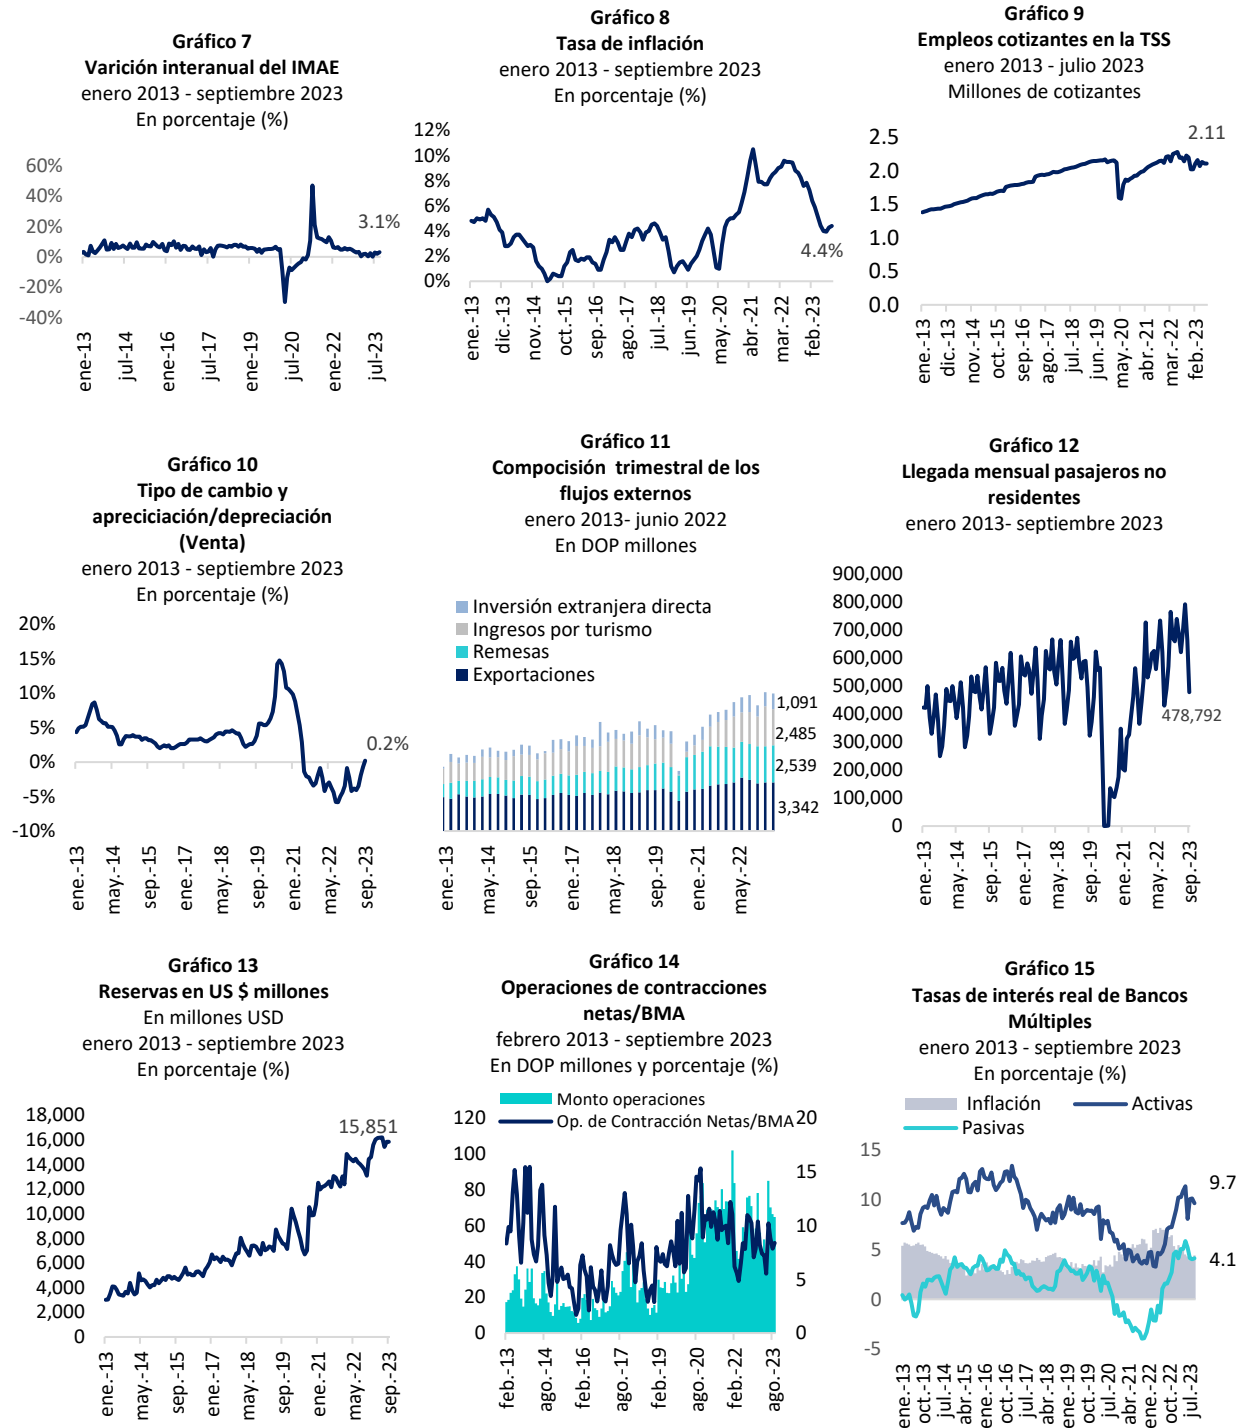 Gráfico 7
Varición interanual del IMAE
enero 2013 - septiembre 2023
En porcentaje (%)
60%
40%
20%
0%
-20%
-40%
3.1%
ene-13
jul-14
ene-16
jul-17
ene-19
jul-20
ene-22
jul-23
Gráfico 8
Tasa de inflación
enero 2013 - septiembre 2023
En porcentaje (%)
12%
10%
8%
6%
4%
2%
0%
4.4%
ene.-13
dic.-13
nov.-14
oct.-15
sep.-16
ago.-17
jul.-18
jun.-19
may.-20
abr.-21
mar.-22
feb.-23
Gráfico 9
Empleos cotizantes en la TSS
enero 2013 - julio 2023
Millones de cotizantes
2.5
2.0
1.5
1.0
0.5
0.0
2.11
ene.-13
dic.-13
nov.-14
oct.-15
sep.-16
ago.-17
jul.-18
jun.-19
may.-20
abr.-21
mar.-22
feb.-23
Gráfico 10
Tipo de cambio y
apreciciación/depreciación
(Venta)
enero 2013 - septiembre 2023
En porcentaje (%)
20%
15%
10%
5%
0%
-5%
-10%
0.2%
ene.-13
may.-14
sep.-15
ene.-17
may.-18
sep.-19
ene.-21
may.-22
sep.-23
Gráfico 11
Compocisión trimestral de los
flujos externos
enero 2013- junio 2022
En DOP millones
Inversión extranjera directa
Ingresos por turismo
Remesas
Exportaciones
1,091
2,485
2,539
3,342
ene.-13
may.-14
sep.-15
ene.-17
may.-18
sep.-19
ene.-21
may.-22
Gráfico 12
Llegada mensual pasajeros no
residentes
enero 2013- septiembre 2023
900,000
800,000
700,000
600,000
500,000
400,000
300,000
200,000
100,000
0
478,792
ene.-13
may.-14
sep.-15
ene.-17
may.-18
sep.-19
ene.-21
may.-22
sep.-23
Gráfico 13
Reservas en US $ millones
En millones USD
enero 2013 - septiembre 2023
En porcentaje (%)
18,000
16,000
14,000
12,000
10,000
8,000
6,000
4,000
2,000
0
15,851
ene.-13
may.-14
sep.-15
ene.-17
may.-18
sep.-19
ene.-21
may.-22
sep.-23
Gráfico 14
Operaciones de contracciones
netas/BMA
febrero 2013 - septiembre 2023
En DOP millones y porcentaje (%)
Monto operaciones
Op. de Contracción Netas/BMA
120
100
80
60
40
20
0
20
15
10
5
0
feb.-13
ago.-14
feb.-16
ago.-17
feb.-19
ago.-20
feb.-22
ago.-23
Gráfico 15
Tasas de interés real de Bancos
Múltiples
enero 2013 - septiembre 2023
En porcentaje (%)
Inflación
Activas
Pasivas
15
10
5
0
-5
9.7
4.1
ene.-13
oct.-13
jul.-14
abr.-15
ene.-16
oct.-16
jul.-17
abr.-18
ene.-19
oct.-19
jul.-20
abr.-21
ene.-22
oct.-22
jul.-23